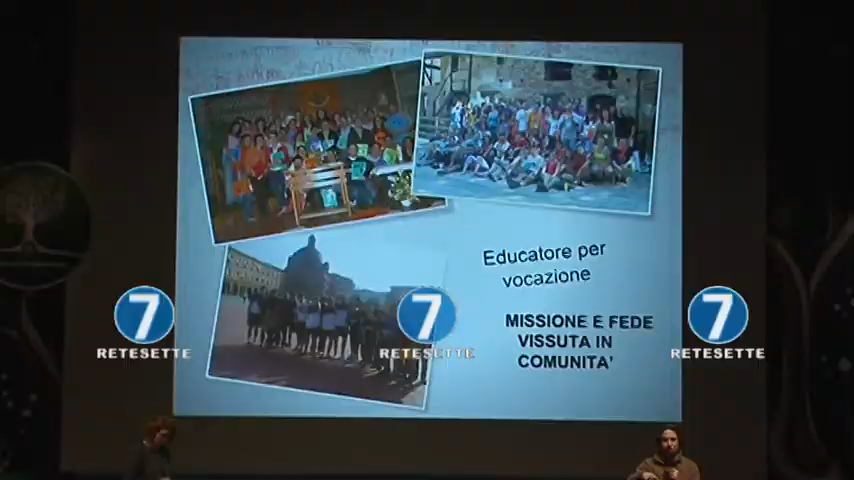 Educatore per
vocazione
MISSIONE E FEDE
VISSUTA IN
COMUNITA'
7
RETESETTE
7
RETESETTE
7
RETESETTE